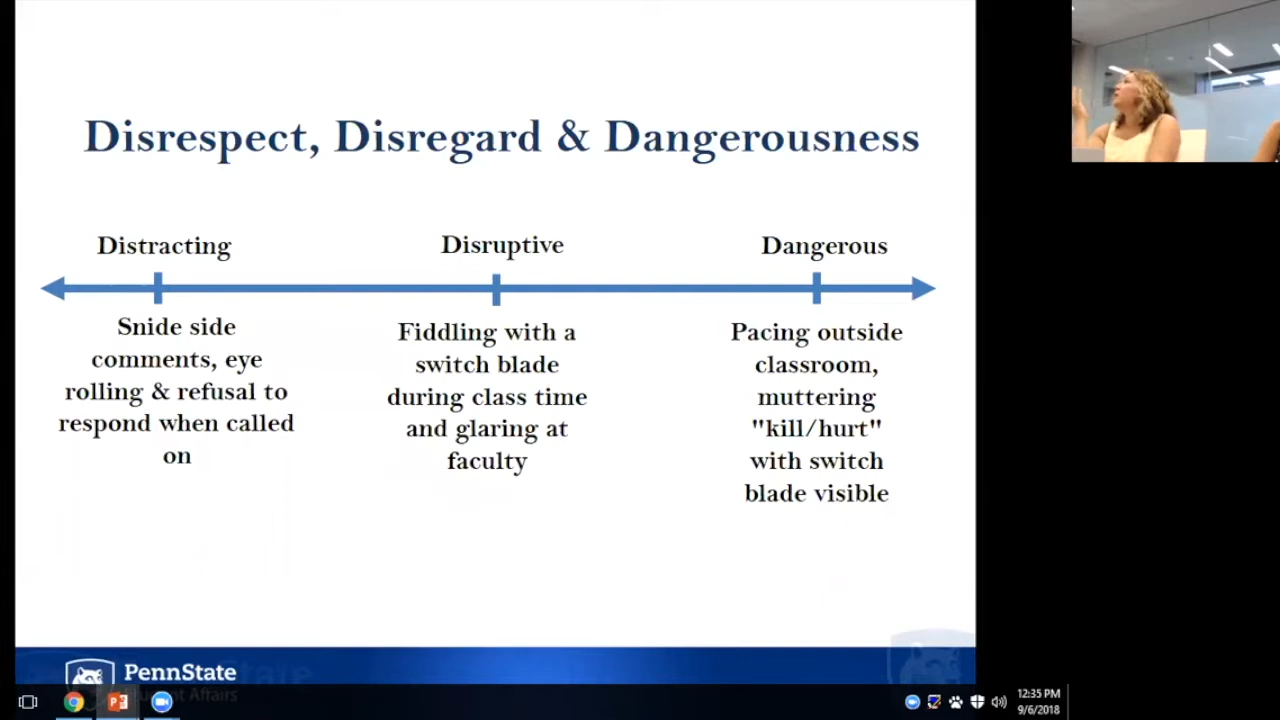 Disrespect, Disregard & Dangerousness
Distracting
Disruptive
Dangerous
Snide side
comments, eye
rolling & refusal to
respond when called
on
Fiddling with a
switch blade
during class time
and glaring at
faculty
Pacing outside
classroom,
muttering
"kill/hurt"
with switch
blade visible
PennState
Student Affairs
12:35 PM
9/6/2018